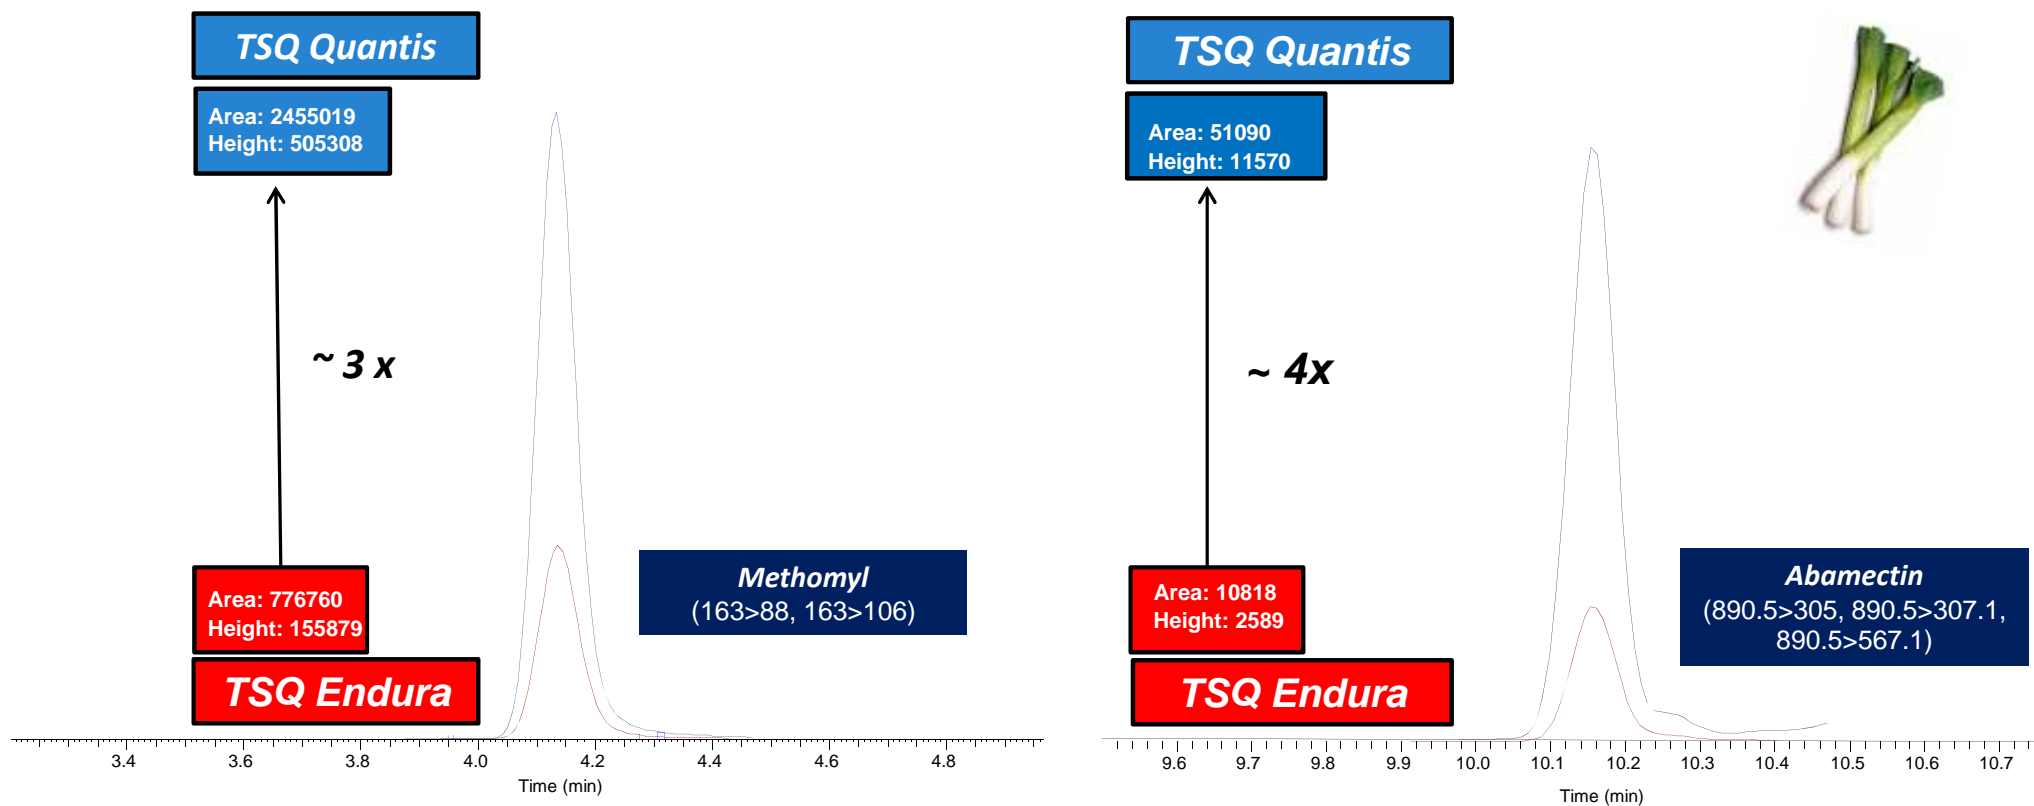 TSQ Quantis
Area: 2455019
Height: 505308
~ 3 x
Area: 776760
Height: 155879
TSQ Endura
Methomyl
(163>88, 163>106)
3.4 3.6 3.8 4.0 4.2 4.4 4.6 4.8
Time (min)
TSQ Quantis
Area: 51090
Height: 11570
~ 4x
Area: 10818
Height: 2589
TSQ Endura
Abamectin
(890.5>305, 890.5>307.1,
890.5>567.1)
9.6 9.7 9.8 9.9 10.0 10.1 10.2 10.3 10.4 10.5 10.6 10.7
Time (min)